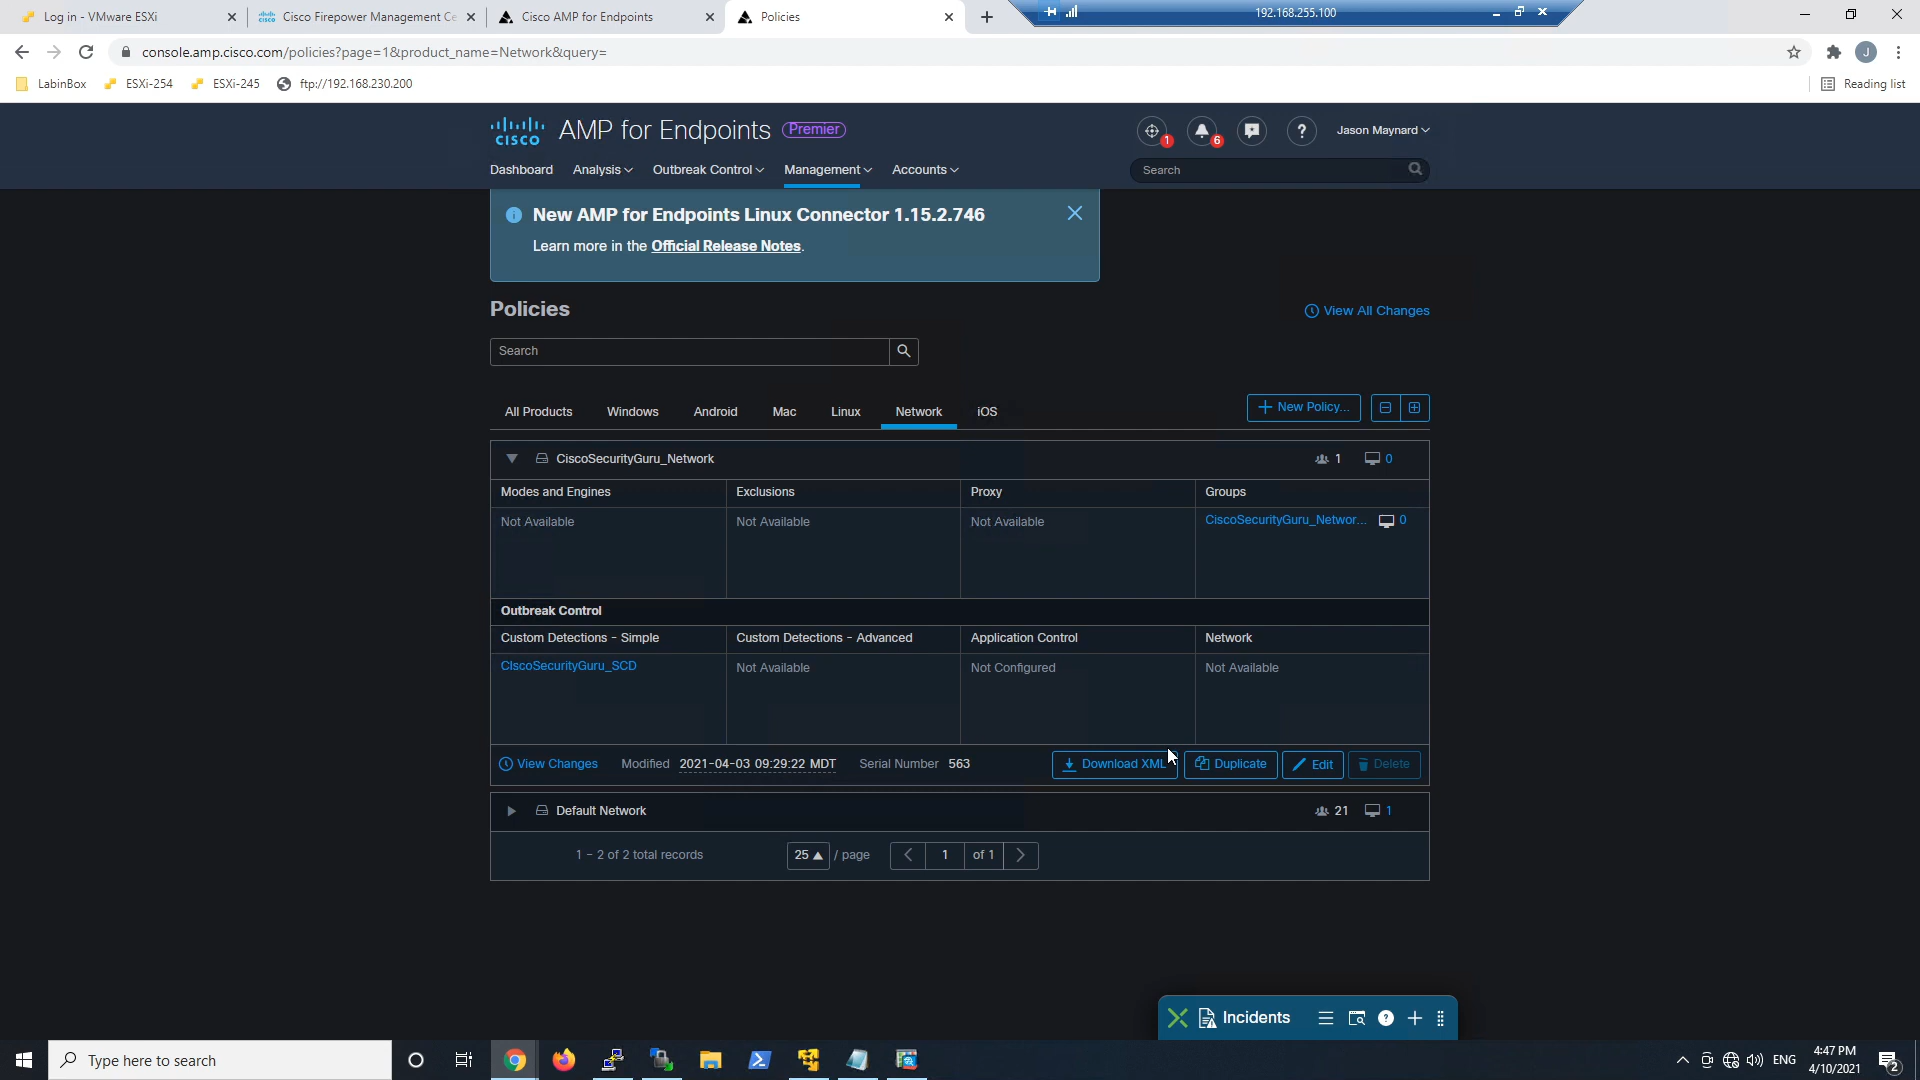 Log in - VMware ESXi
Cisco Firepower Management Ce
Cisco AMP for Endpoints
Policies
192.168.255.100
console.amp.cisco.com/policies?page=1&product_name=Network&query=
J
LabinBox
ESXi-254
ESXi-245
ftp://192.168.230.200
Reading list
CISCO
AMP for Endpoints
Premier
1
6
?
Jason Maynard
Dashboard
Analysis
Outbreak Control
Management
Accounts
Search
New AMP for Endpoints Linux Connector 1.15.2.746
Learn more in the Official Release Notes.
Policies
View All Changes
Search
All Products
Windows
Android
Mac
Linux
Network
iOS
New Policy...
CiscoSecurityGuru_Network
1
0
Modes and Engines
Exclusions
Proxy
Groups
Not Available
Not Available
Not Available
CiscoSecurityGuru_Networ... 0
Outbreak Control
Custom Detections - Simple
Custom Detections - Advanced
Application Control
Network
CIscoSecurityGuru_SCD
Not Available
Not Configured
Not Available
View Changes
Modified 2021-04-03 09:29:22 MDT
Serial Number 563
Download XML
Duplicate
Edit
Delete
Default Network
21
1
1 - 2 of 2 total records
25 / page
1 of 1
Incidents
?
Type here to search
ENG
4:47 PM
4/10/2021
2